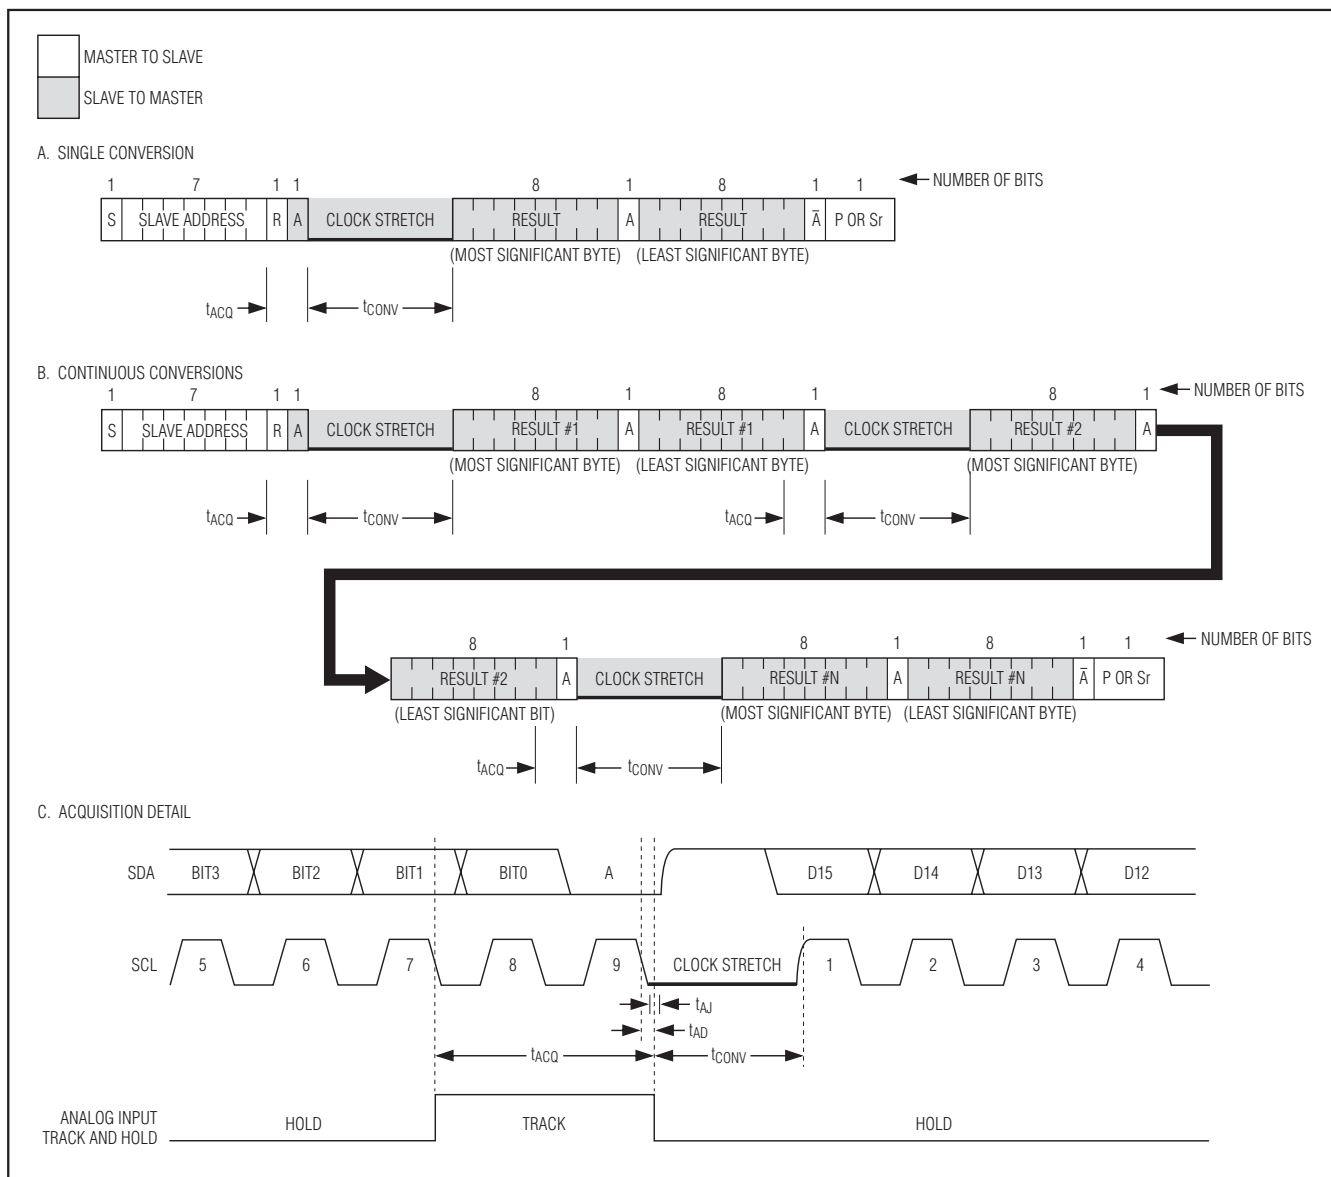 MASTER TO SLAVE
SLAVE TO MASTER
A. SINGLE CONVERSION
1 7 1 1 8 1 8 1 1 NUMBER OF BITS
S SLAVE ADDRESS R A CLOCK STRETCH RESULT A RESULT A̅ P OR Sr
(MOST SIGNIFICANT BYTE) (LEAST SIGNIFICANT BYTE)
tACQ tCONV
B. CONTINUOUS CONVERSIONS
1 7 1 1 8 1 8 1 8 1 NUMBER OF BITS
S SLAVE ADDRESS R A CLOCK STRETCH RESULT #1 A RESULT #1 A CLOCK STRETCH RESULT #2 A
(MOST SIGNIFICANT BYTE) (LEAST SIGNIFICANT BYTE) (MOST SIGNIFICANT BYTE)
tACQ tCONV tACQ tCONV
8 1 8 1 8 1 1 NUMBER OF BITS
RESULT #2 A CLOCK STRETCH RESULT #N A RESULT #N A̅ P OR Sr
(LEAST SIGNIFICANT BIT) (MOST SIGNIFICANT BYTE) (LEAST SIGNIFICANT BYTE)
tACQ tCONV
C. ACQUISITION DETAIL
SDA BIT3 BIT2 BIT1 BIT0 A D15 D14 D13 D12
SCL 5 6 7 8 9 CLOCK STRETCH 1 2 3 4
tAJ
tAD
tACQ tCONV
ANALOG INPUT
TRACK AND HOLD HOLD TRACK HOLD